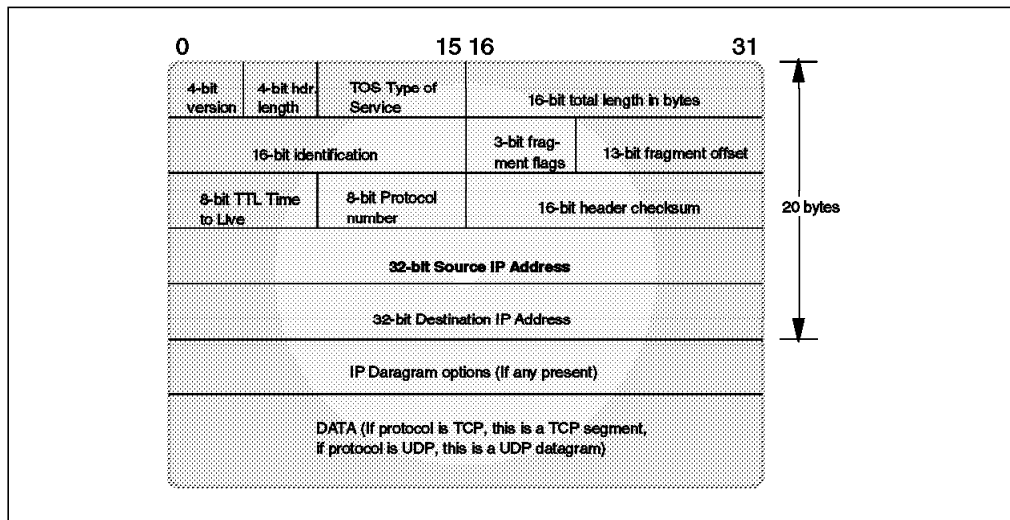 0 15 16 31
4-bit version
4-bit hdr. length
TOS Type of Service
16-bit total length in bytes
16-bit identification
3-bit frag-
ment flags
13-bit fragment offset
8-bit TTL Time
to Live
8-bit Protocol
number
16-bit header checksum
20 bytes
32-bit Source IP Address
32-bit Destination IP Address
IP Daragram options (If any present)
DATA (If protocol is TCP, this is a TCP segment,
if protocol is UDP, this is a UDP datagram)